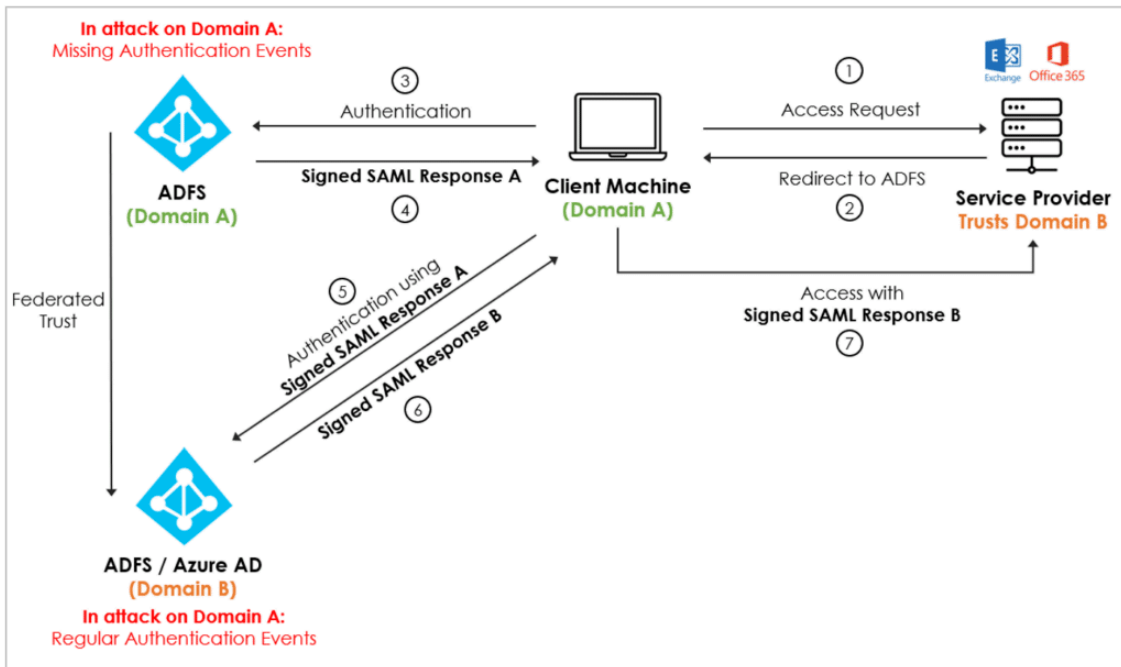 In attack on Domain A:
Missing Authentication Events
3
Authentication
ADFS
(Domain A)
Signed SAML Response A
4
Client Machine
(Domain A)
1
Access Request
Redirect to ADFS
2
Exchange
Office 365
Service Provider
Trusts Domain B
Federated
Trust
5
Authentication using
Signed SAML Response A
Signed SAML Response B
6
Access with
Signed SAML Response B
7
ADFS / Azure AD
(Domain B)
In attack on Domain A:
Regular Authentication Events